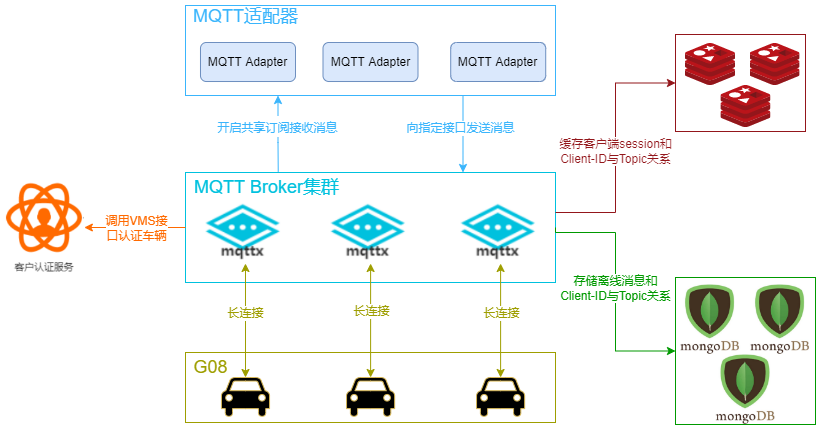 MQTT适配器
MQTT Adapter
MQTT Adapter
MQTT Adapter
开启共享订阅接收消息
向指定接口发送消息
缓存客户端session和
Client-ID与Topic关系
MQTT Broker集群
mqttx
mqttx
mqttx
调用VMS接
口认证车辆
客户认证服务
存储离线消息和
Client-ID与Topic关系
长连接
长连接
长连接
mongoDB
mongoDB
mongoDB
G08